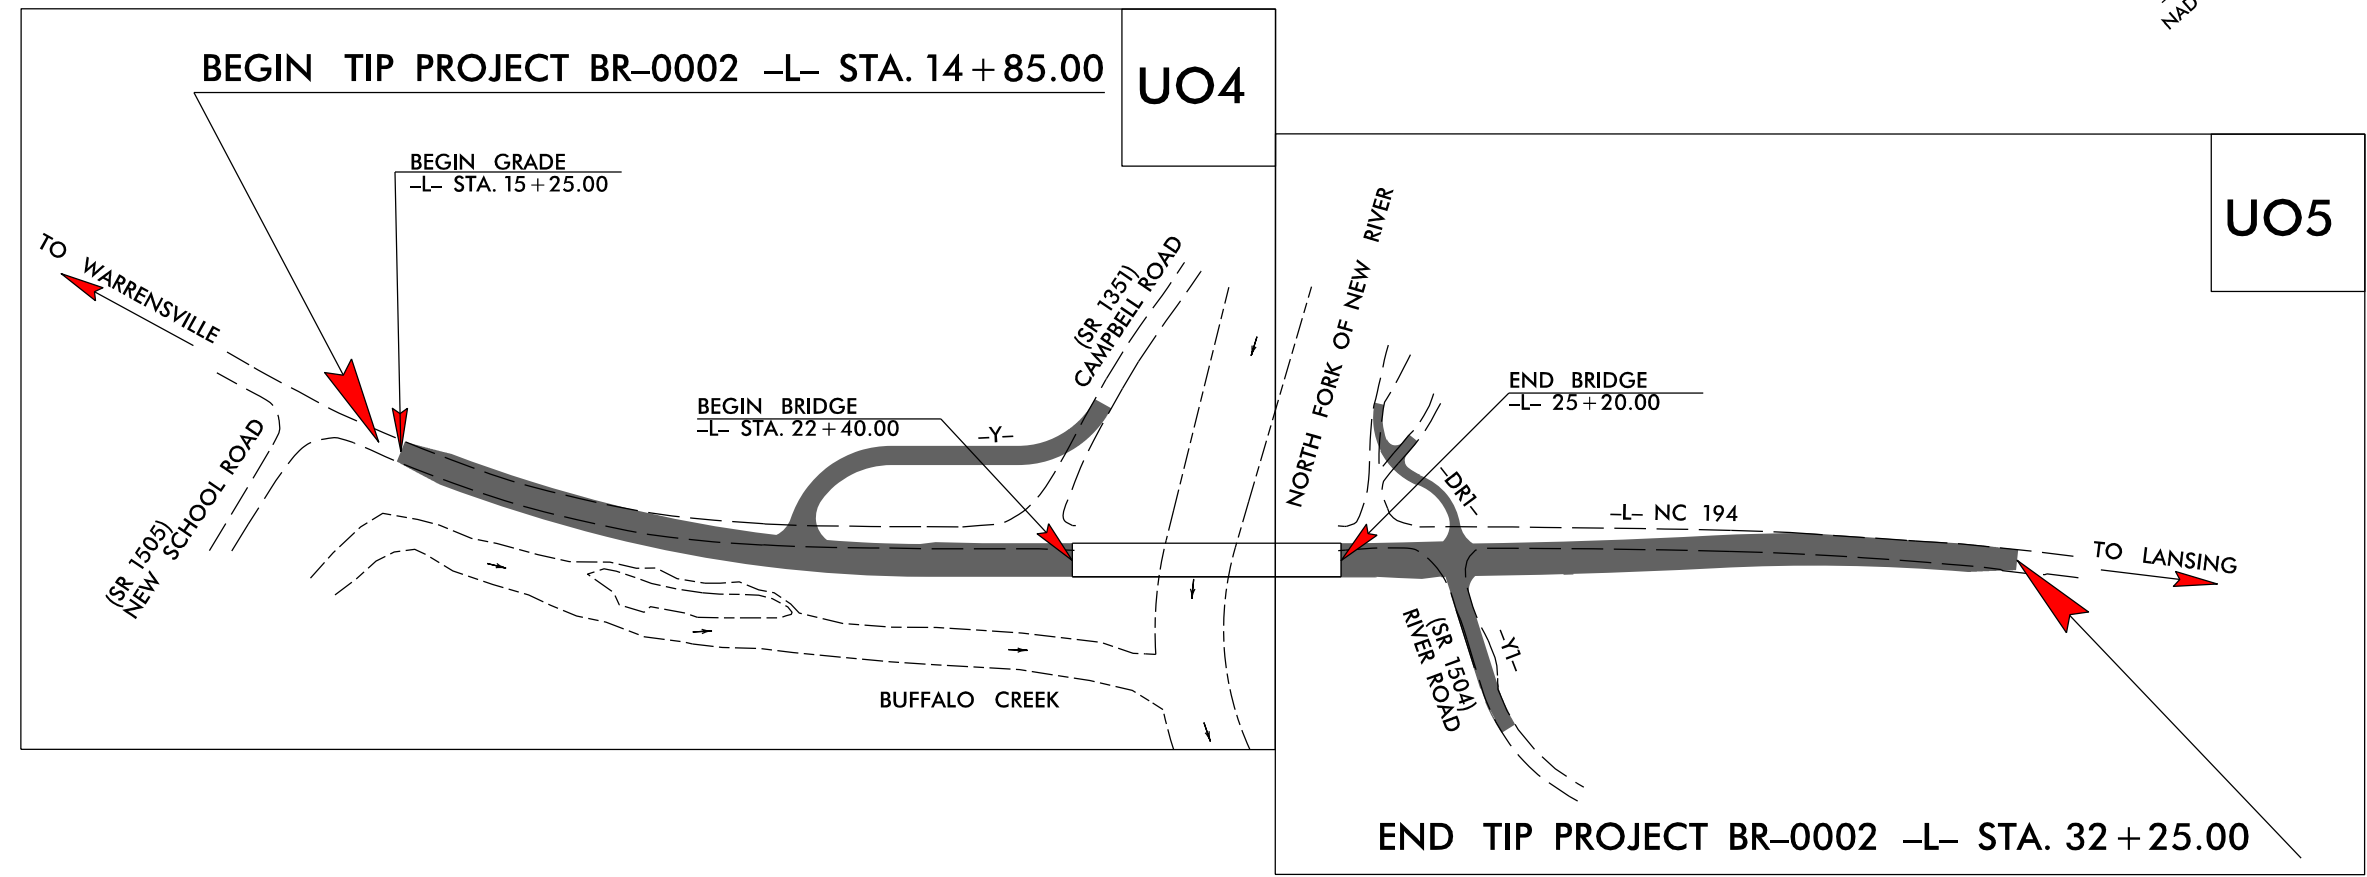 NAD
BEGIN TIP PROJECT BR–0002 –L– STA. 14+85.00
UO4
BEGIN GRADE
–L– STA. 15+25.00
TO WARRENSVILLE
(SR 1505)
NEW SCHOOL ROAD
BEGIN BRIDGE
–L– STA. 22+40.00
–Y–
(SR 1351)
CAMPBELL ROAD
BUFFALO CREEK
NORTH FORK OF NEW RIVER
UO5
END BRIDGE
–L– 25+20.00
–DR1–
–L– NC 194
TO LANSING
–Y1–
(SR 1504)
RIVER ROAD
END TIP PROJECT BR–0002 –L– STA. 32+25.00